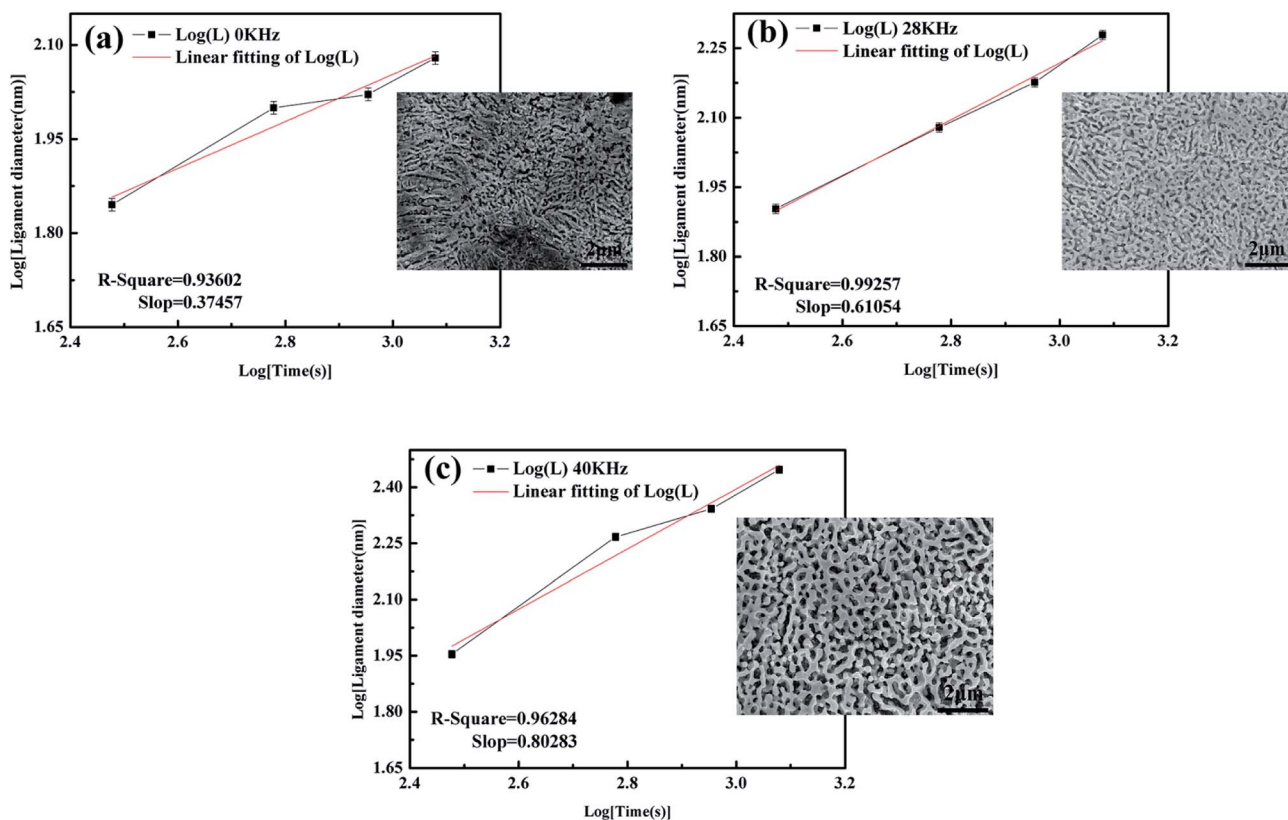 (a)
Log(L) 0KHz
Linear fitting of Log(L)
2.10
1.95
1.80
1.65
Log[Ligament diameter(nm)]
R-Square=0.93602
Slop=0.37457
2μm
2.4 2.6 2.8 3.0 3.2
Log[Time(s)]
(b)
Log(L) 28KHz
Linear fitting of Log(L)
2.25
2.10
1.95
1.80
1.65
Log[Ligament diameter(nm)]
R-Square=0.99257
Slop=0.61054
2μm
2.4 2.6 2.8 3.0 3.2
Log[Time(s)]
(c)
Log(L) 40KHz
Linear fitting of Log(L)
2.40
2.25
2.10
1.95
1.80
1.65
Log[Ligament diameter(nm)]
R-Square=0.96284
Slop=0.80283
2μm
2.4 2.6 2.8 3.0 3.2
Log[Time(s)]